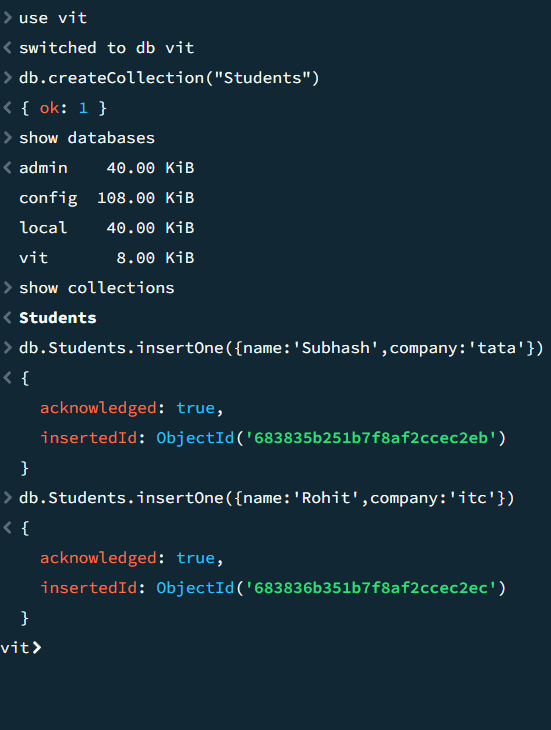 > use vit
< switched to db vit
> db.createCollection("Students")
< { ok: 1 }
> show databases
< admin    40.00 KiB
config  108.00 KiB
local    40.00 KiB
vit       8.00 KiB
> show collections
< Students
> db.Students.insertOne({name:'Subhash',company:'tata'})
< {
acknowledged: true,
insertedId: ObjectId('683835b251b7f8af2ccec2eb')
}
> db.Students.insertOne({name:'Rohit',company:'itc'})
< {
acknowledged: true,
insertedId: ObjectId('683836b351b7f8af2ccec2ec')
}
vit>